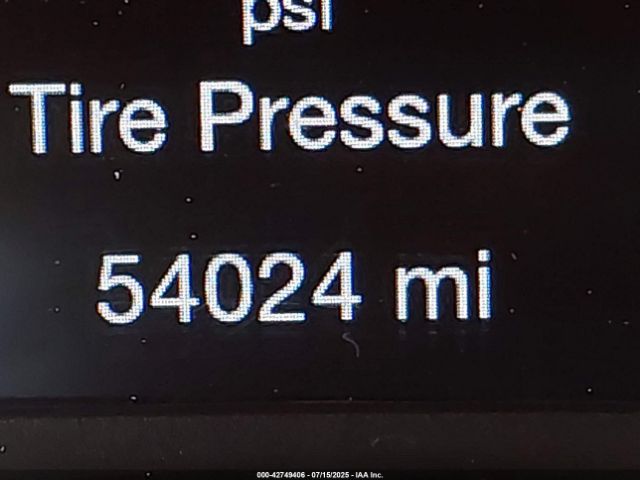 psi
Tire Pressure
54024 mi
000-42749406 - 07/15/2025 - IAA Inc.